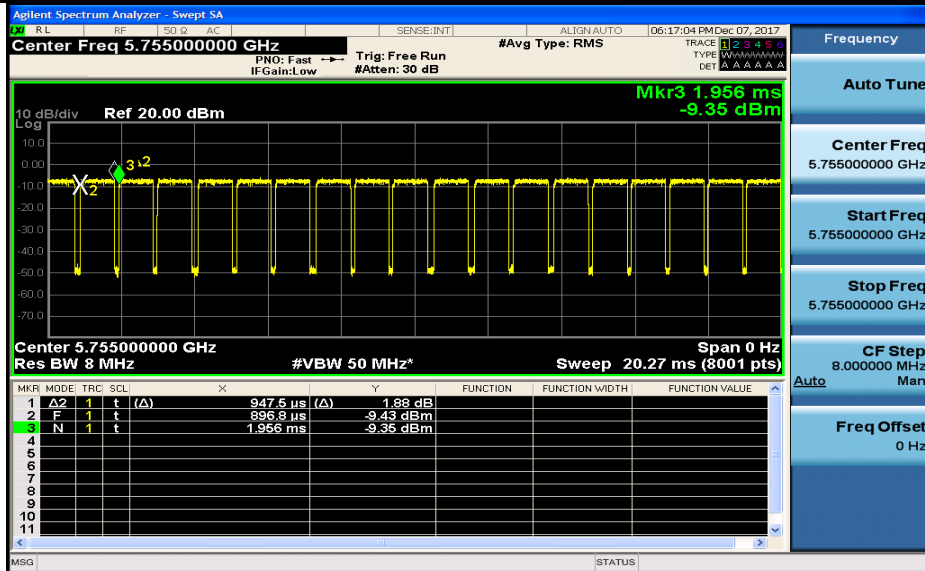 Agilent Spectrum Analyzer - Swept SA
LXI RL RF 50 Ω AC SENSE:INT ALIGN AUTO 06:17:04 PM Dec 07, 2017
Center Freq 5.755000000 GHz #Avg Type: RMS TRACE 1 2 3 4 5 6
PNO: Fast Trig: Free Run TYPE WWWWWW
IFGain:Low #Atten: 30 dB DET A A A A A A
Mkr3 1.956 ms
10 dB/div Ref 20.00 dBm -9.35 dBm
Log
10.0
0.00
-10.0
-20.0
-30.0
-40.0
-50.0
-60.0
-70.0
3 2
2
Center 5.755000000 GHz Span 0 Hz
Res BW 8 MHz #VBW 50 MHz* Sweep 20.27 ms (8001 pts)
MKR MODE TRC SCL X Y FUNCTION FUNCTION WIDTH FUNCTION VALUE
1 Δ2 1 t (Δ) 947.5 µs (Δ) 1.88 dB
2 F 1 t 896.8 µs -9.43 dBm
3 N 1 t 1.956 ms -9.35 dBm
4
5
6
7
8
9
10
11
MSG STATUS
Frequency
Auto Tune
Center Freq
5.755000000 GHz
Start Freq
5.755000000 GHz
Stop Freq
5.755000000 GHz
CF Step
8.000000 MHz
Auto Man
Freq Offset
0 Hz